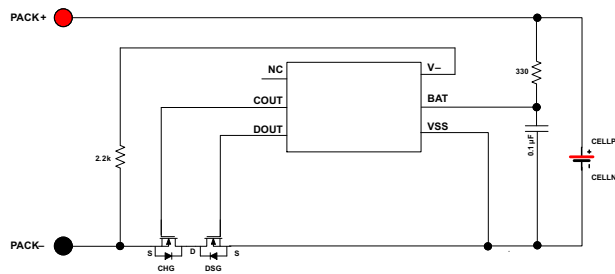 PACK+
NC
V–
330
COUT
BAT
DOUT
VSS
0.1 µF
CELLP
+
-
CELLN
2.2k
PACK–
S
D
S
CHG
DSG